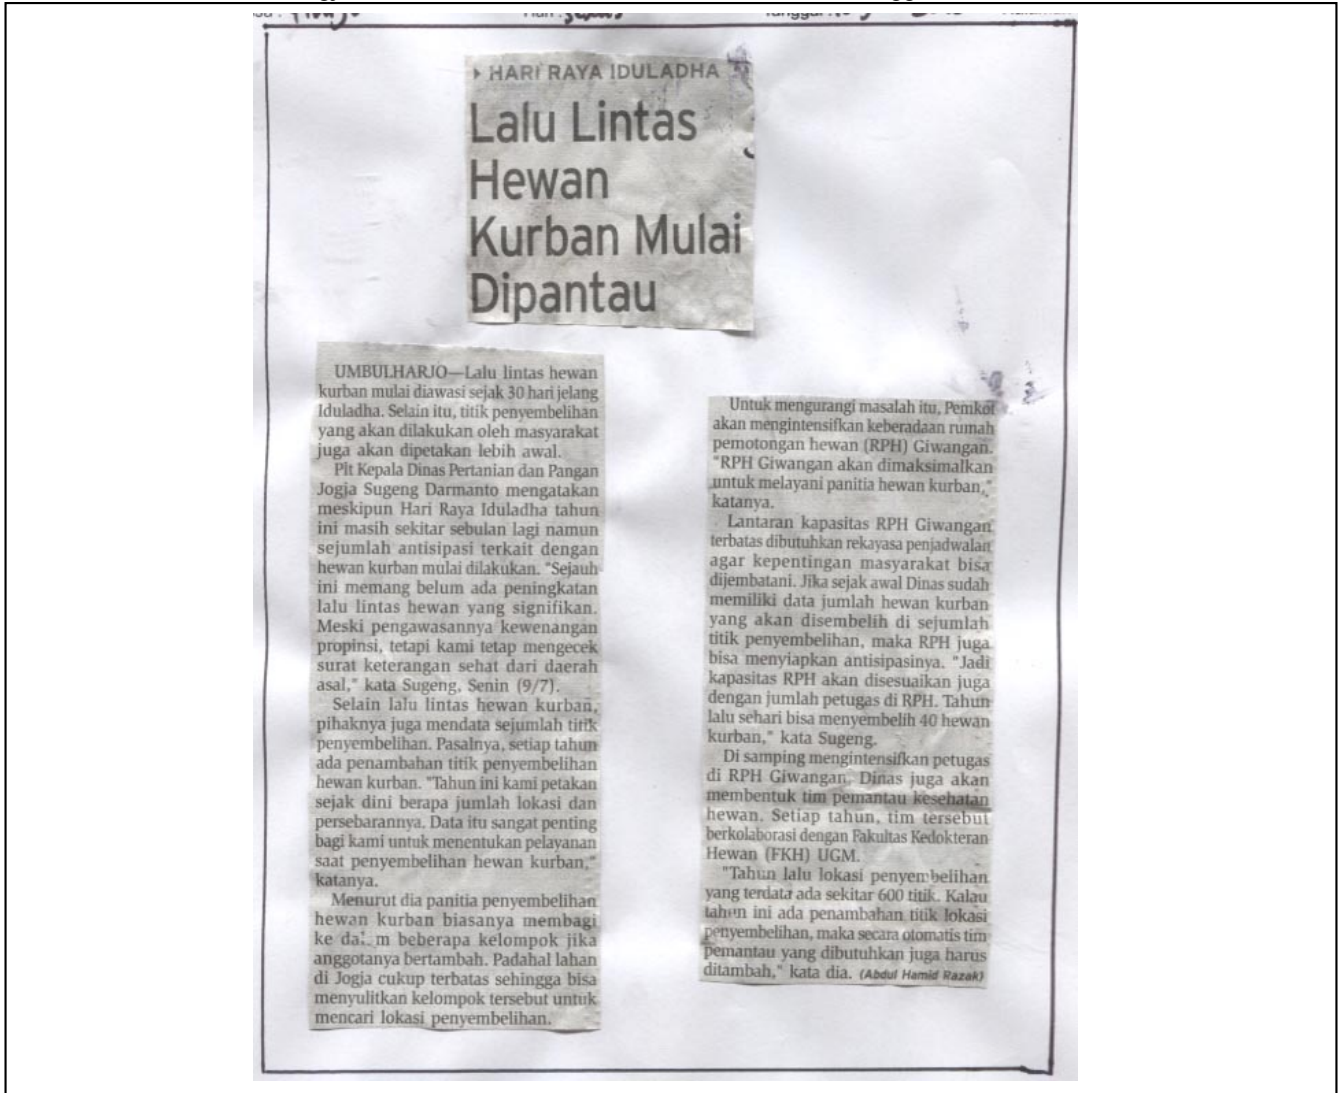 ▸ HARI RAYA IDULADHA
Lalu Lintas
Hewan
Kurban Mulai
Dipantau
UMBULHARJO—Lalu lintas hewan
kurban mulai diawasi sejak 30 hari jelang
Iduladha. Selain itu, titik penyembelihan
yang akan dilakukan oleh masyarakat
juga akan dipetakan lebih awal.
Plt Kepala Dinas Pertanian dan Pangan
Jogja Sugeng Darmanto mengatakan
meskipun Hari Raya Iduladha tahun
ini masih sekitar sebulan lagi namun
sejumlah antisipasi terkait dengan
hewan kurban mulai dilakukan. "Sejauh
ini memang belum ada peningkatan
lalu lintas hewan yang signifikan.
Meski pengawasannya kewenangan
propinsi, tetapi kami tetap mengecek
surat keterangan sehat dari daerah
asal," kata Sugeng, Senin (9/7).
Selain lalu lintas hewan kurban,
pihaknya juga mendata sejumlah titik
penyembelihan. Pasalnya, setiap tahun
ada penambahan titik penyembelihan
hewan kurban. "Tahun ini kami petakan
sejak dini berapa jumlah lokasi dan
persebarannya. Data itu sangat penting
bagi kami untuk menentukan pelayanan
saat penyembelihan hewan kurban,"
katanya.
Menurut dia panitia penyembelihan
hewan kurban biasanya membagi
ke dalam beberapa kelompok jika
anggotanya bertambah. Padahal lahan
di Jogja cukup terbatas sehingga bisa
menyulitkan kelompok tersebut untuk
mencari lokasi penyembelihan.
Untuk mengurangi masalah itu, Pemkot
akan mengintensifkan keberadaan rumah
pemotongan hewan (RPH) Giwangan.
"RPH Giwangan akan dimaksimalkan
untuk melayani panitia hewan kurban,"
katanya.
Lantaran kapasitas RPH Giwangan
terbatas dibutuhkan rekayasa penjadwalan
agar kepentingan masyarakat bisa
dijembatani. Jika sejak awal Dinas sudah
memiliki data jumlah hewan kurban
yang akan disembelih di sejumlah
titik penyembelihan, maka RPH juga
bisa menyiapkan antisipasinya. "Jadi
kapasitas RPH akan disesuaikan juga
dengan jumlah petugas di RPH. Tahun
lalu sehari bisa menyembelih 40 hewan
kurban," kata Sugeng.
Di samping mengintensifkan petugas
di RPH Giwangan. Dinas juga akan
membentuk tim pemantau kesehatan
hewan. Setiap tahun, tim tersebut
berkolaborasi dengan Fakultas Kedokteran
Hewan (FKH) UGM.
"Tahun lalu lokasi penyembelihan
yang terdata ada sekitar 600 titik. Kalau
tahun ini ada penambahan titik lokasi
penyembelihan, maka secara otomatis tim
pemantau yang dibutuhkan juga harus
ditambah," kata dia. (Abdul Hamid Razak)